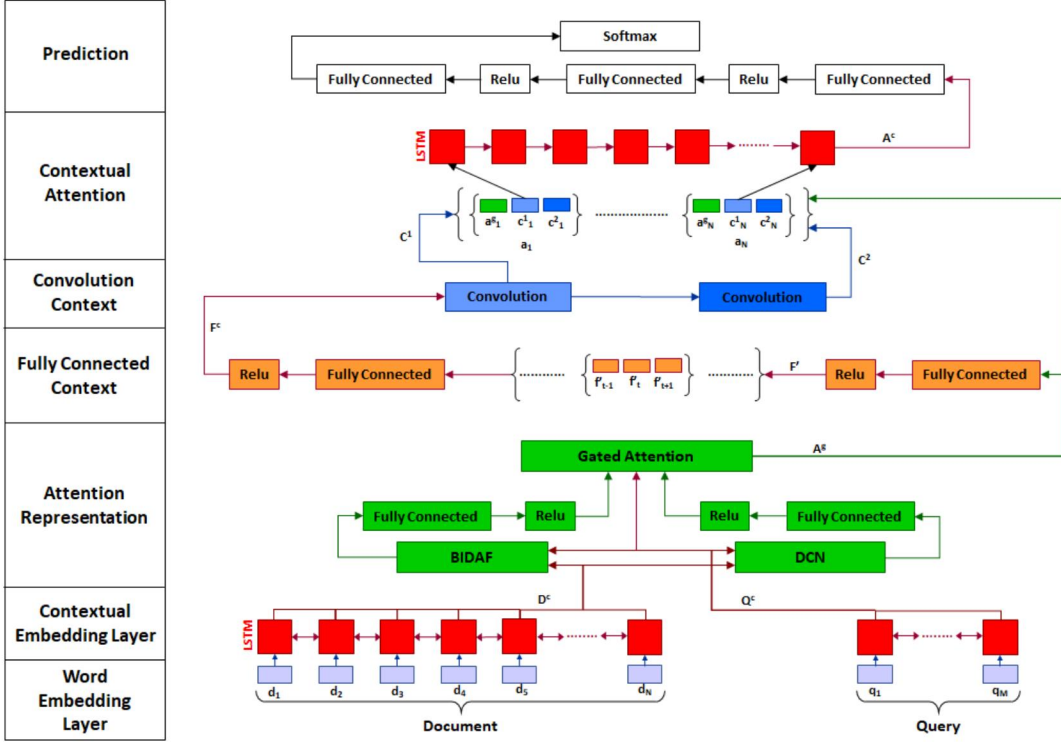 Prediction
Softmax
Fully Connected
Relu
Fully Connected
Relu
Fully Connected
Contextual
Attention
LSTM
A^c
a^g_1 c^1_1 c^2_1
a_1
............
a^g_N c^1_N c^2_N
a_N
C^1
C^2
Convolution
Context
Convolution
Convolution
F^c
Fully Connected
Context
Relu
Fully Connected
............
f'_t-1 f'_t f'_t+1
............
F'
Relu
Fully Connected
Attention
Representation
Gated Attention
A^g
Fully Connected
Relu
Relu
Fully Connected
BIDAF
DCN
Contextual
Embedding Layer
LSTM
D^c
Q^c
Word
Embedding
Layer
d_1 d_2 d_3 d_4 d_5 d_N
q_1 q_M
Document
Query